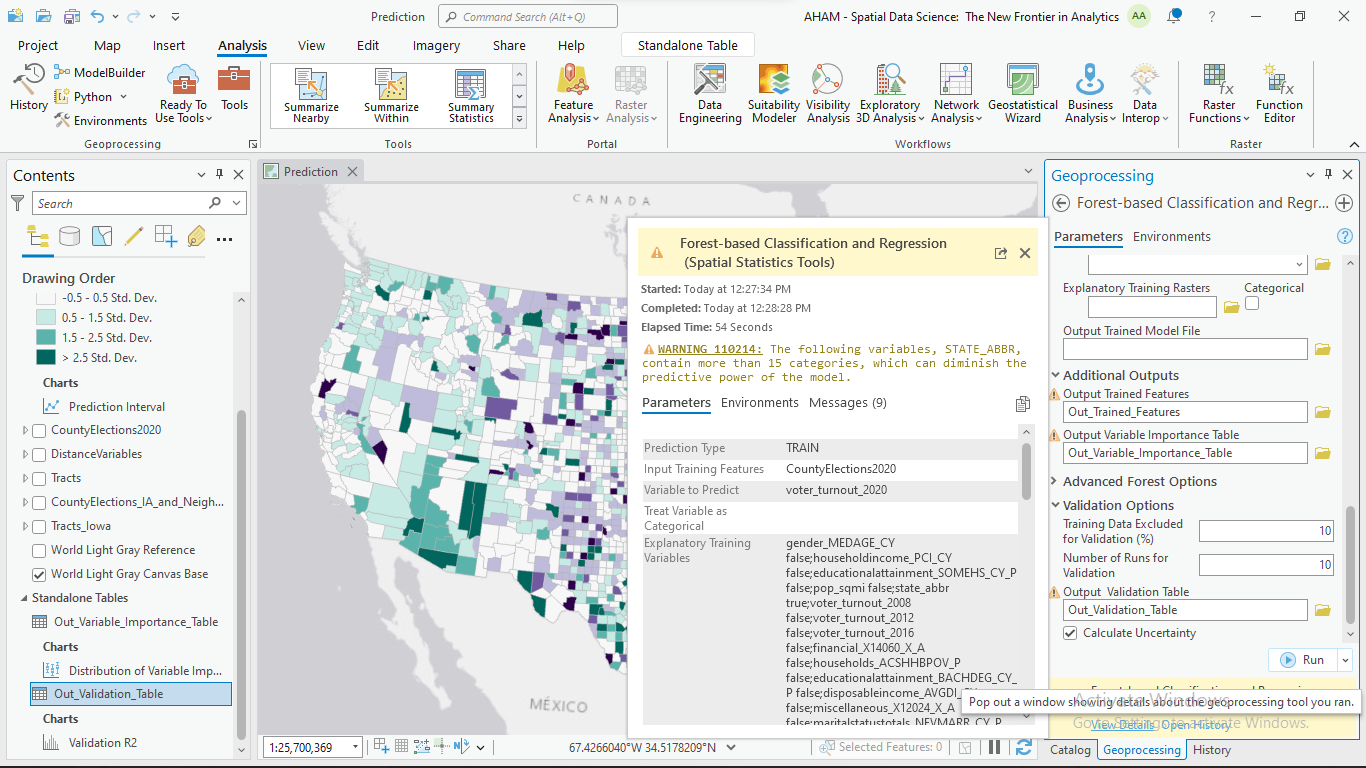 Prediction
Command Search (Alt+Q)
AHAM - Spatial Data Science: The New Frontier in Analytics
AA
?
Project
Map
Insert
Analysis
View
Edit
Imagery
Share
Help
Standalone Table
History
ModelBuilder
Python
Environments
Ready To
Use Tools
Tools
Geoprocessing
Summarize
Nearby
Summarize
Within
Summary
Statistics
Tools
Feature
Analysis
Raster
Analysis
Portal
Data
Engineering
Suitability
Modeler
Visibility
Analysis
Exploratory
3D Analysis
Network
Analysis
Geostatistical
Wizard
Business
Analysis
Data
Interop
Workflows
Raster
Functions
Function
Editor
Raster
Contents
Search
Drawing Order
-0.5 - 0.5 Std. Dev.
0.5 - 1.5 Std. Dev.
1.5 - 2.5 Std. Dev.
> 2.5 Std. Dev.
Charts
Prediction Interval
CountyElections2020
DistanceVariables
Tracts
CountyElections_IA_and_Neigh...
Tracts_Iowa
World Light Gray Reference
World Light Gray Canvas Base
Standalone Tables
Out_Variable_Importance_Table
Charts
Distribution of Variable Imp...
Out_Validation_Table
Charts
Validation R2
Prediction
CANADA
MÉXICO
1:25,700,369
67.4266040°W 34.5178209°N
Selected Features: 0
Forest-based Classification and Regression
(Spatial Statistics Tools)
Started: Today at 12:27:34 PM
Completed: Today at 12:28:28 PM
Elapsed Time: 54 Seconds
WARNING 110214: The following variables, STATE_ABBR,
contain more than 15 categories, which can diminish the
predictive power of the model.
Parameters
Environments
Messages (9)
Prediction Type TRAIN
Input Training Features CountyElections2020
Variable to Predict voter_turnout_2020
Treat Variable as
Categorical
Explanatory Training
Variables
gender_MEDAGE_CY
false;householdincome_PCI_CY
false;educationalattainment_SOMEHS_CY_P
false;pop_sqmi false;state_abbr
true;voter_turnout_2008
false;voter_turnout_2012
false;voter_turnout_2016
false;financial_X14060_X_A
false;households_ACSHHBPOV_P
false;educationalattainment_BACHDEG_CY_
P false;disposableincome_AVGDI_CY
false;miscellaneous_X12024_X_A
false;maritalstatustotals_NEVMARR_CY_P
Geoprocessing
Forest-based Classification and Regr...
Parameters
Environments
?
Explanatory Training Rasters
Categorical
Output Trained Model File
Additional Outputs
Output Trained Features
Out_Trained_Features
Output Variable Importance Table
Out_Variable_Importance_Table
Advanced Forest Options
Validation Options
Training Data Excluded
for Validation (%)
10
Number of Runs for
Validation
10
Output Validation Table
Out_Validation_Table
Calculate Uncertainty
Run
Pop out a window showing details about the geoprocessing tool you ran.
Activate Windows
Go to Settings to activate Windows.
View Details
Open History
Catalog
Geoprocessing
History